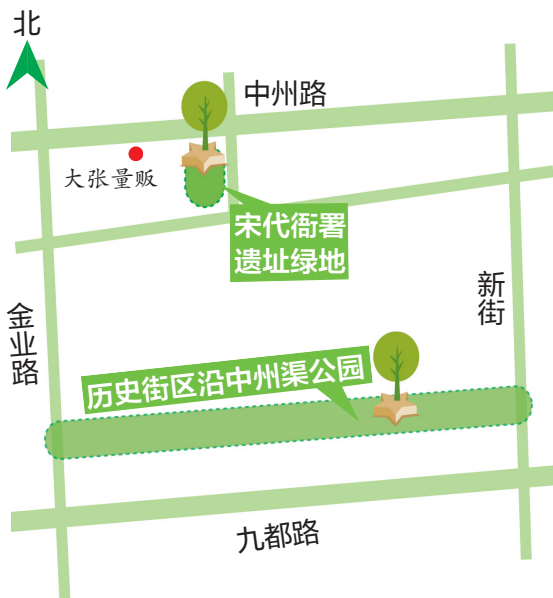 北
中州路
大张量贩
宋代衙署
遗址绿地
新街
金业路
历史街区沿中州渠公园
九都路